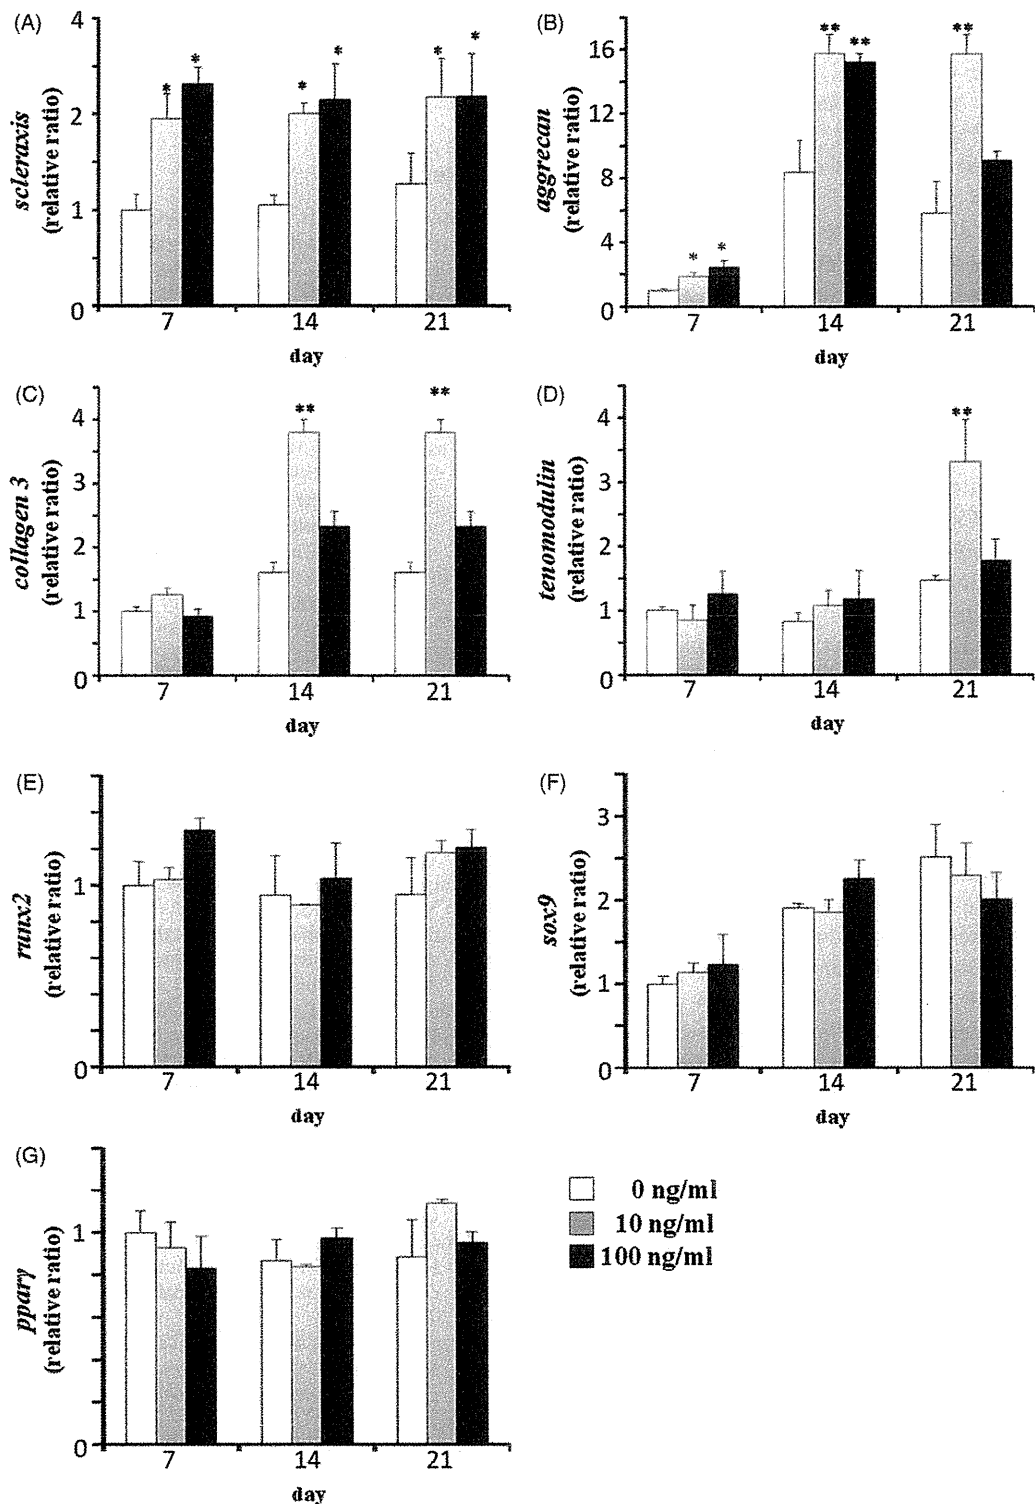 (A)
scleraxis
(relative ratio)
4
2
1
0
* * * * * *
7 14 21
day
(B)
aggrecan
(relative ratio)
16
12
8
4
0
* * ** ** **
7 14 21
day
(C)
collagen 3
(relative ratio)
4
3
2
1
0
** **
7 14 21
day
(D)
tenomodulin
(relative ratio)
4
3
2
1
0
**
7 14 21
day
(E)
runx2
(relative ratio)
1
0
7 14 21
day
(F)
sox9
(relative ratio)
3
2
1
0
7 14 21
day
(G)
pparγ
(relative ratio)
1
0
7 14 21
day
0 ng/ml
10 ng/ml
100 ng/ml